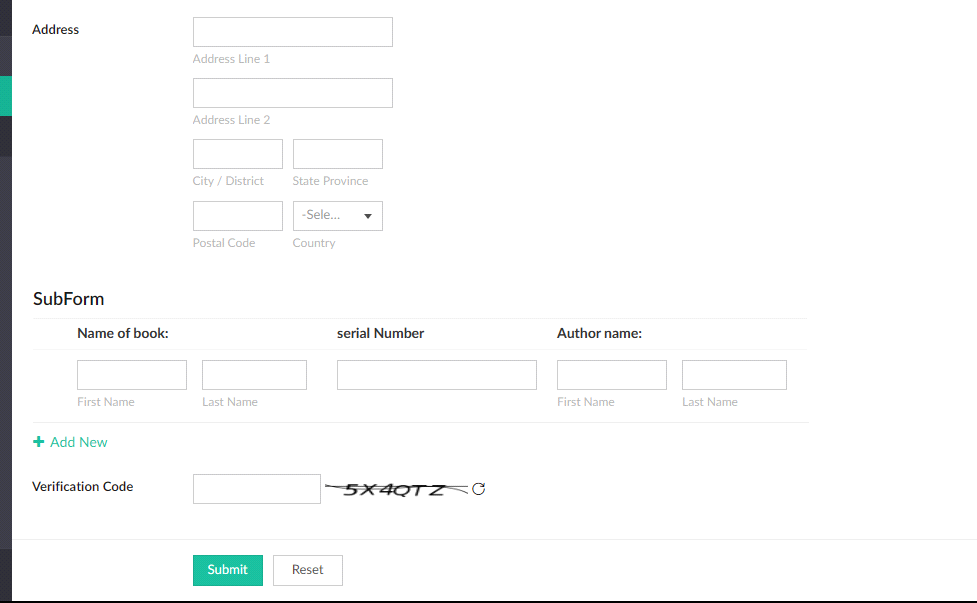 Address
Address Line 1
Address Line 2
City / District State Province
-Sele...
Postal Code Country
SubForm
Name of book: serial Number Author name:
First Name Last Name First Name Last Name
+ Add New
Verification Code 5X4QTZ
Submit Reset